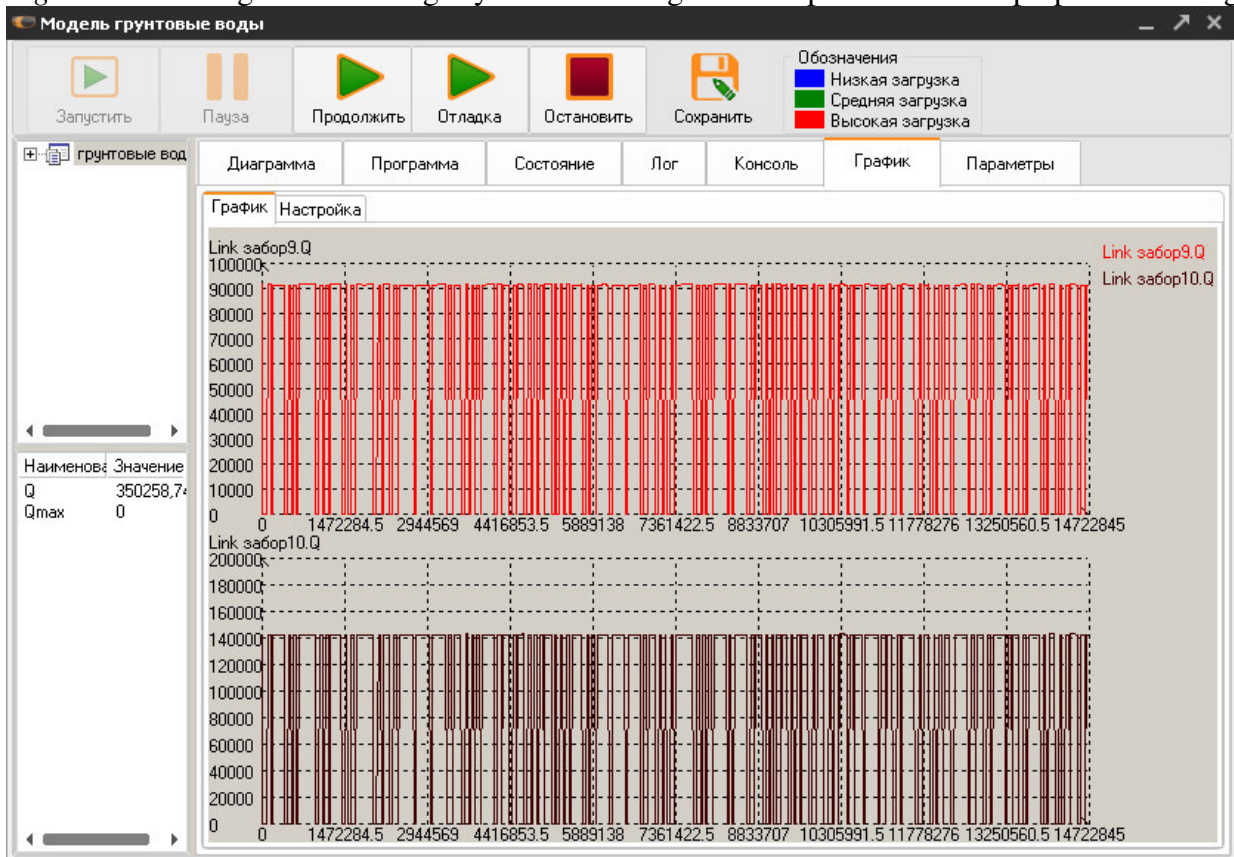 Модель грунтовые воды
Запустить Пауза Продолжить Отладка Остановить Сохранить
Обозначения
Низкая загрузка
Средняя загрузка
Высокая загрузка
грунтовые вод
Диаграмма Программа Состояние Лог Консоль График Параметры
График Настройка
Link забор9.Q
Link забор9.Q
Link забор10.Q
100000
90000
80000
70000
60000
50000
40000
30000
20000
10000
0
0 1472284.5 2944569 4416853.5 5889138 7361422.5 8833707 10305991.5 11778276 13250560.5 14722845
Link забор10.Q
200000
180000
160000
140000
120000
100000
80000
60000
40000
20000
0
0 1472284.5 2944569 4416853.5 5889138 7361422.5 8833707 10305991.5 11778276 13250560.5 14722845
Наименова Значение
Q 350258,74
Qmax 0